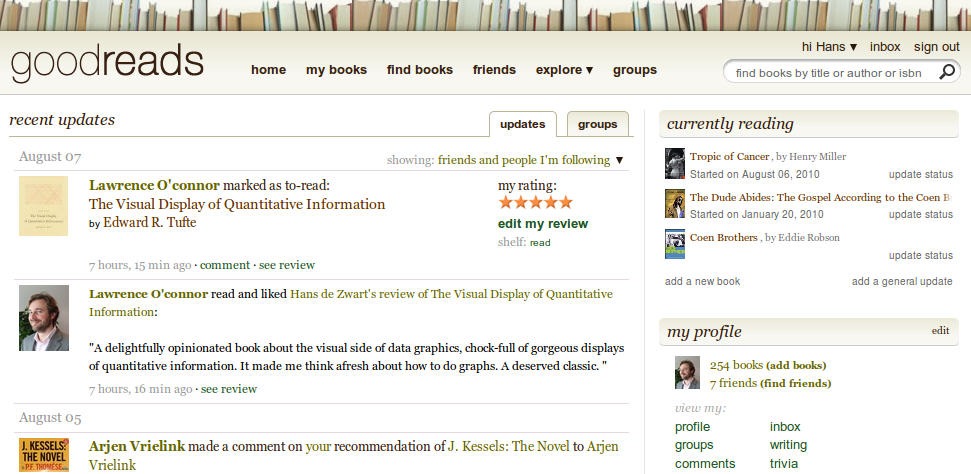 hi Hans ▾ inbox sign out
goodreads
home my books find books friends explore ▾ groups
find books by title or author or isbn
recent updates
updates groups
August 07
showing: friends and people I'm following ▼
Lawrence O'connor marked as to-read:
The Visual Display of Quantitative Information
by Edward R. Tufte
my rating:
edit my review
shelf: read
7 hours, 15 min ago · comment · see review
Lawrence O'connor read and liked Hans de Zwart's review of The Visual Display of Quantitative
Information:
"A delightfully opinionated book about the visual side of data graphics, chock-full of gorgeous displays
of quantitative information. It made me think afresh about how to do graphs. A deserved classic. "
7 hours, 16 min ago · see review
August 05
J. KESSELS:
THE NOVEL
P.F. THOMÉSE
Arjen Vrielink made a comment on your recommendation of J. Kessels: The Novel to Arjen
Vrielink
currently reading
Tropic of Cancer , by Henry Miller
Started on August 06, 2010 update status
The Dude Abides: The Gospel According to the Coen B
Started on January 20, 2010 update status
Coen Brothers , by Eddie Robson
update status
add a new book add a general update
my profile edit
254 books (add books)
7 friends (find friends)
view my:
profile inbox
groups writing
comments trivia